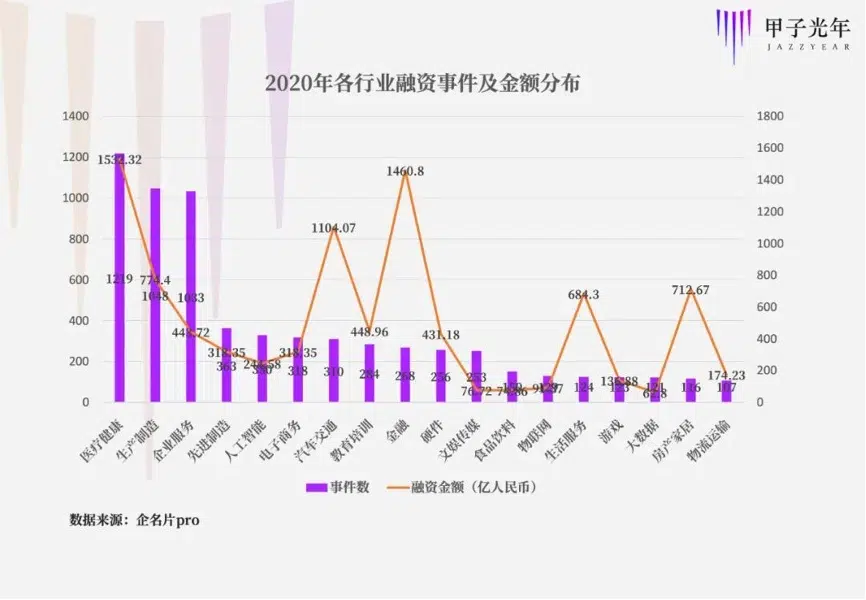 甲子光年
JAZZYEAR
2020年各行业融资事件及金额分布
1400 1800
1600
1200 1400
1000 1200
800 1000
600 800
400 600
200 400
200
0 0
1532.32 774.4 318.35 318.35 1104.07 448.96 1460.8 431.18 76.72 684.3 712.67 174.23
1219 1048 1033 363 318 310 284 268 256 253 124 116 107
62.8
医疗健康 生产制造 企业服务 先进制造 人工智能 电子商务 汽车交通 教育培训 金融 硬件 文娱传媒 食品饮料 物联网 生活服务 游戏 大数据 房产家居 物流运输
事件数 融资金额（亿人民币）
数据来源：企名片pro